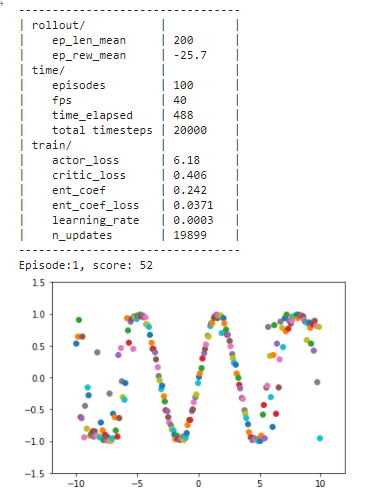 ---------------------------------
| rollout/           |          |
|    ep_len_mean     | 200      |
|    ep_rew_mean     | -25.7    |
| time/              |          |
|    episodes        | 100      |
|    fps             | 40       |
|    time_elapsed    | 488      |
|    total timesteps | 20000    |
| train/             |          |
|    actor_loss      | 6.18     |
|    critic_loss     | 0.406    |
|    ent_coef        | 0.242    |
|    ent_coef_loss   | 0.0371   |
|    learning_rate   | 0.0003   |
|    n_updates       | 19899    |
---------------------------------
Episode:1, score: 52
1.5
1.0
0.5
0.0
−0.5
−1.0
−1.5
−10 −5 0 5 10